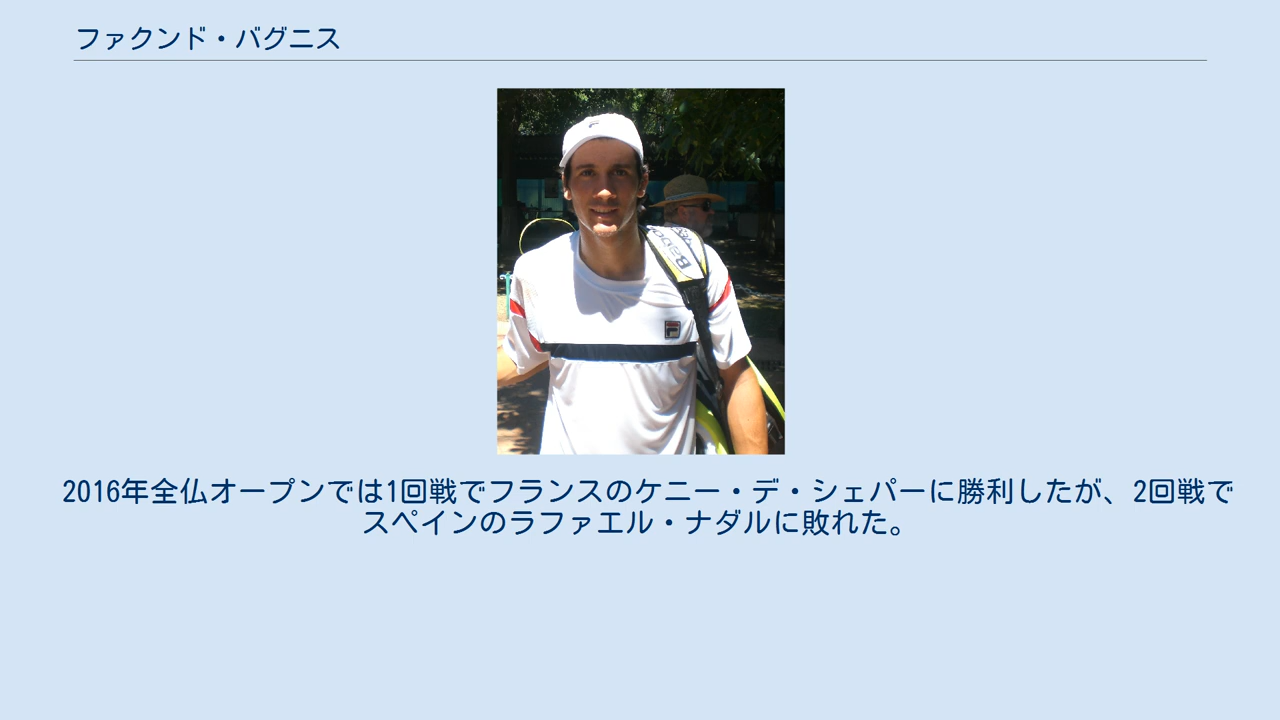 ファクンド・バグニス
2016年全仏オープンでは1回戦でフランスのケニー・デ・シェパーに勝利したが、2回戦で
スペインのラファエル・ナダルに敗れた。